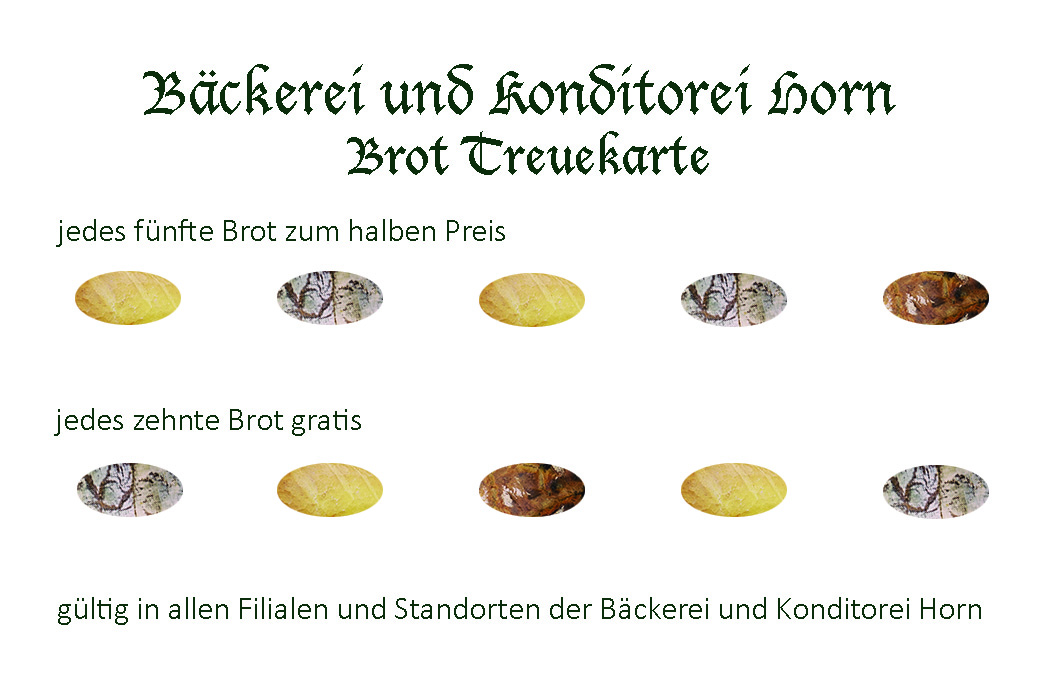 Bäckerei und Konditorei Horn
Brot Treuekarte
jedes fünfte Brot zum halben Preis
jedes zehnte Brot gratis
gültig in allen Filialen und Standorten der Bäckerei und Konditorei Horn